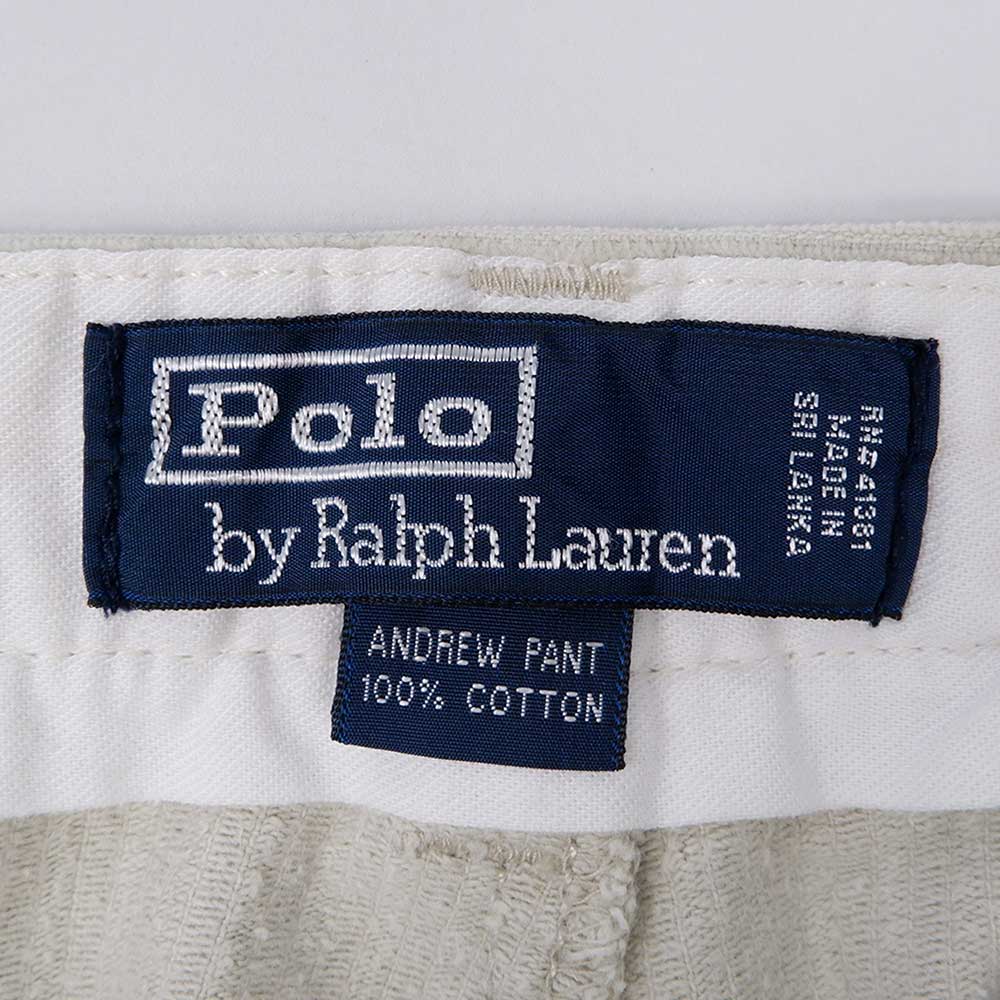 Polo
by Ralph Lauren
RN#41381
MADE IN
SRI LANKA
ANDREW PANT
100% COTTON